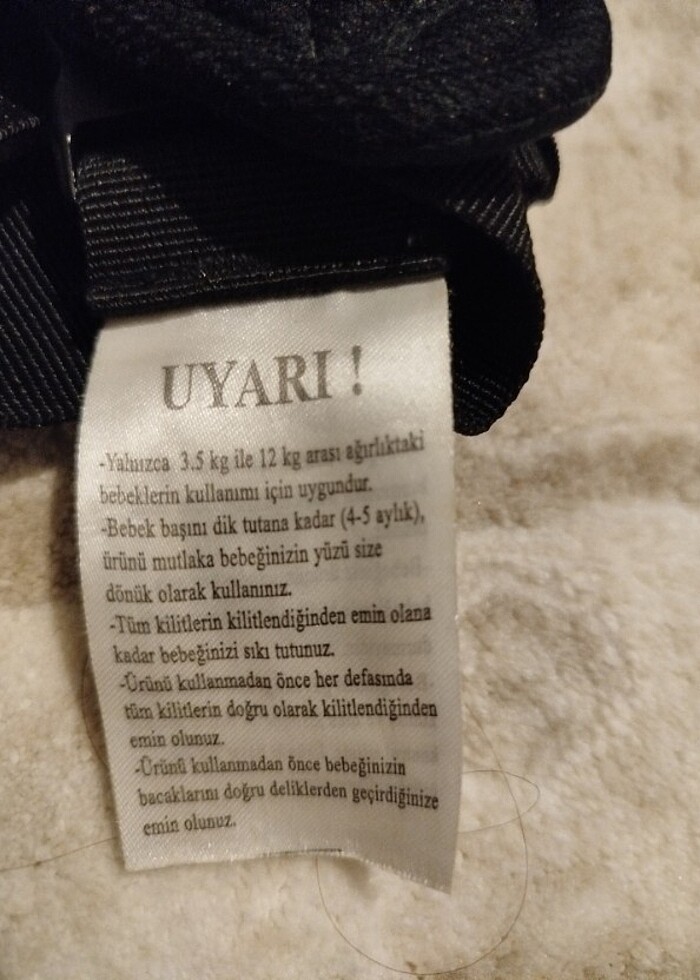 UYARI !
-Yalnızca 3.5 kg ile 12 kg arası ağırlıktaki
bebeklerin kullanımı için uygundur.
-Bebek başını dik tutana kadar (4-5 aylık),
ürünü mutlaka bebeğinizin yüzü size
dönük olarak kullanınız.
-Tüm kilitlerin kilitlendiğinden emin olana
kadar bebeğinizi sıkı tutunuz.
-Ürünü kullanmadan önce her defasında
tüm kilitlerin doğru olarak kilitlendiğinden
emin olunuz.
-Ürünü kullanmadan önce bebeğinizin
bacaklarını doğru deliklerden geçirdiğinize
emin olunuz.